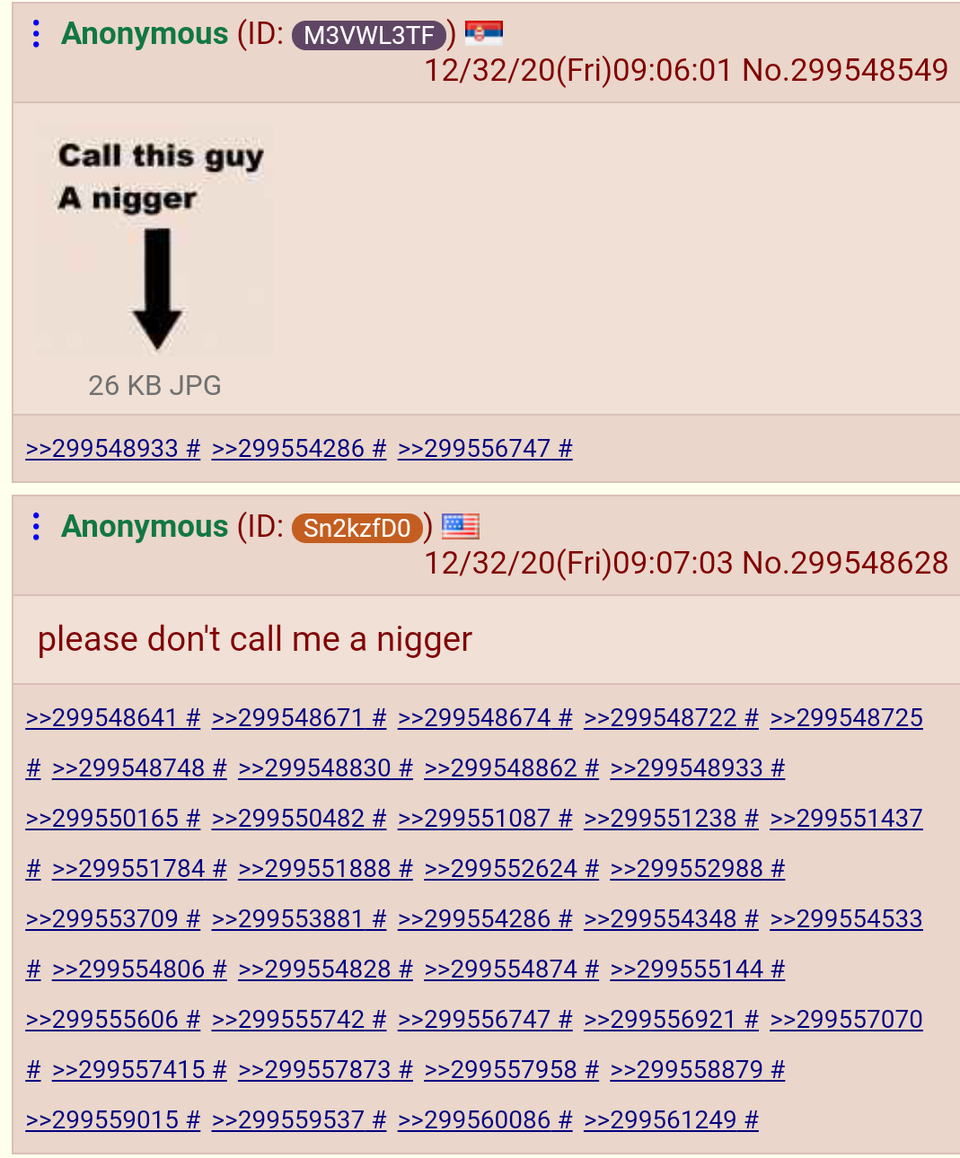 Anonymous (ID: M3VWL3TF)
12/32/20(Fri)09:06:01 No.299548549
Call this guy
A nigger
26 KB JPG
>>299548933 # >>299554286 # >>299556747 #
Anonymous (ID: Sn2kzfD0)
12/32/20(Fri)09:07:03 No.299548628
please don't call me a nigger
>>299548641 # >>299548671 # >>299548674 # >>299548722 # >>299548725
# >>299548748 # >>299548830 # >>299548862 # >>299548933 #
>>299550165 # >>299550482 # >>299551087 # >>299551238 # >>299551437
# >>299551784 # >>299551888 # >>299552624 # >>299552988 #
>>299553709 # >>299553881 # >>299554286 # >>299554348 # >>299554533
# >>299554806 # >>299554828 # >>299554874 # >>299555144 #
>>299555606 # >>299555742 # >>299556747 # >>299556921 # >>299557070
# >>299557415 # >>299557873 # >>299557958 # >>299558879 #
>>299559015 # >>299559537 # >>299560086 # >>299561249 #